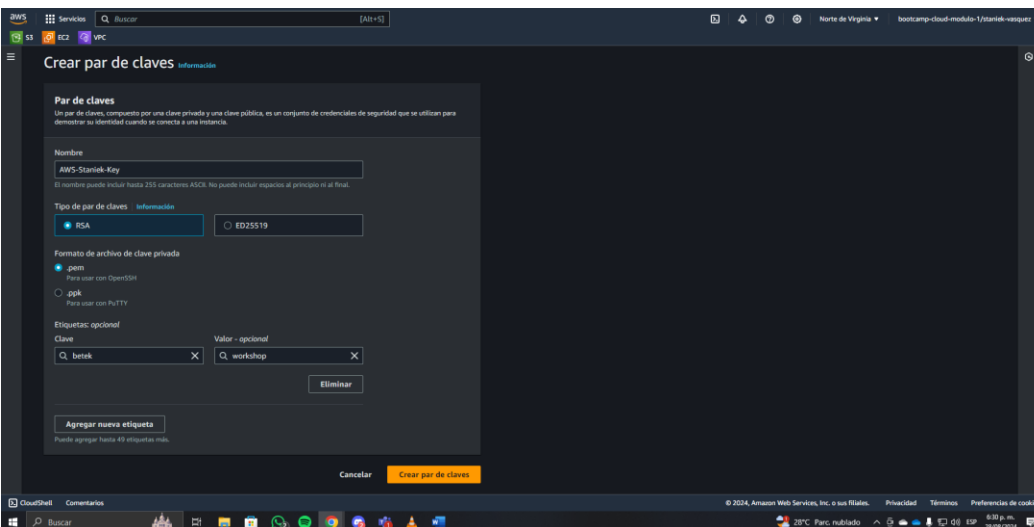 aws
Servicios
Buscar
[Alt+S]
Norte de Virginia
bootcamp-cloud-modulo-1/staniek-vasquez
S3
EC2
VPC
Crear par de claves Información
Par de claves
Un par de claves, compuesto por una clave privada y una clave pública, es un conjunto de credenciales de seguridad que se utilizan para
demostrar su identidad cuando se conecta a una instancia.
Nombre
AWS-Staniek-Key
El nombre puede incluir hasta 255 caracteres ASCII. No puede incluir espacios al principio ni al final.
Tipo de par de claves Información
RSA
ED25519
Formato de archivo de clave privada
.pem
Para usar con OpenSSH
.ppk
Para usar con PuTTY
Etiquetas: opcional
Clave
Valor - opcional
betek
workshop
Eliminar
Agregar nueva etiqueta
Puede agregar hasta 49 etiquetas más.
Cancelar
Crear par de claves
CloudShell
Comentarios
© 2024, Amazon Web Services, Inc. o sus filiales.
Privacidad
Términos
Preferencias de cook
Buscar
28°C Parc. nublado
ESP
6:30 p. m.